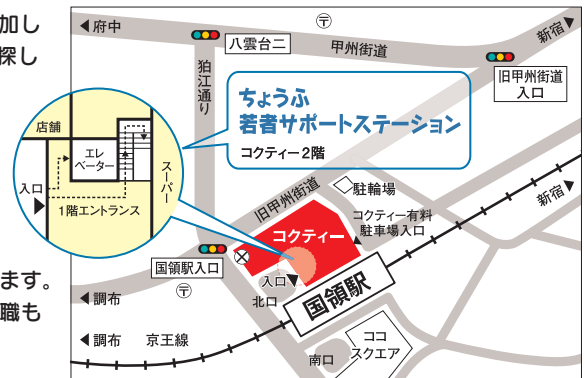 加し
探し
ます。
職も
府中
〒
八雲台二
甲州街道
新宿
旧甲州街道
入口
狛江通り
ちょうふ
若者サポートステーション
コクティー2階
店舗
エレ
ベーター
スーパー
入口
1階エントランス
旧甲州街道
駐輪場
コクティー有料
駐車場入口
新宿
コクティー
国領駅入口
〒
入口
北口
国領駅
調布
調布
京王線
南口
ココ
スクエア